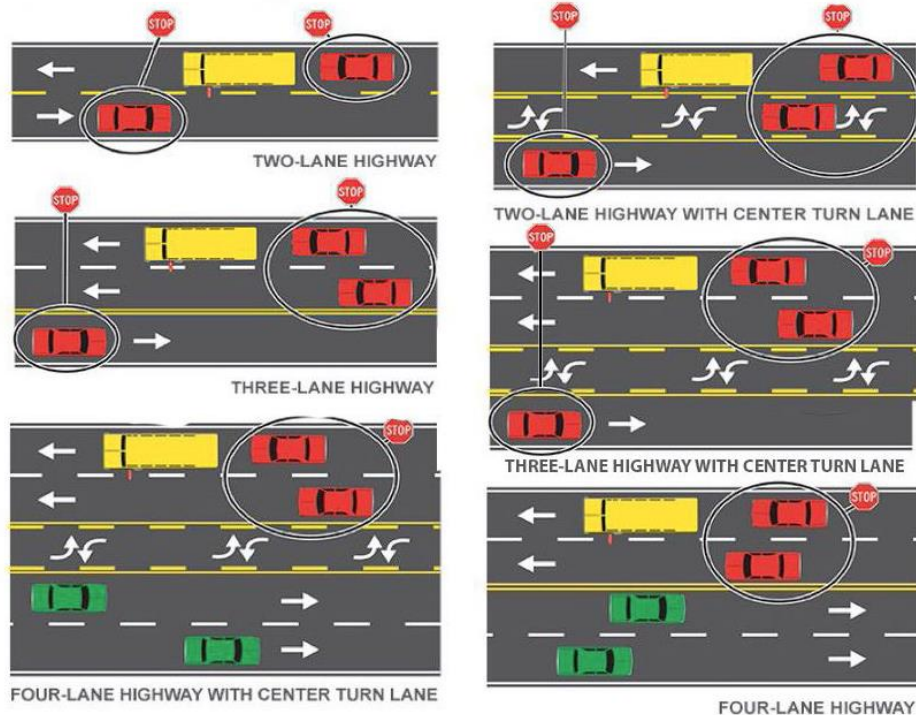 STOP
STOP
TWO-LANE HIGHWAY
STOP
STOP
TWO-LANE HIGHWAY WITH CENTER TURN LANE
STOP
STOP
THREE-LANE HIGHWAY
STOP
STOP
THREE-LANE HIGHWAY WITH CENTER TURN LANE
STOP
FOUR-LANE HIGHWAY WITH CENTER TURN LANE
STOP
FOUR-LANE HIGHWAY